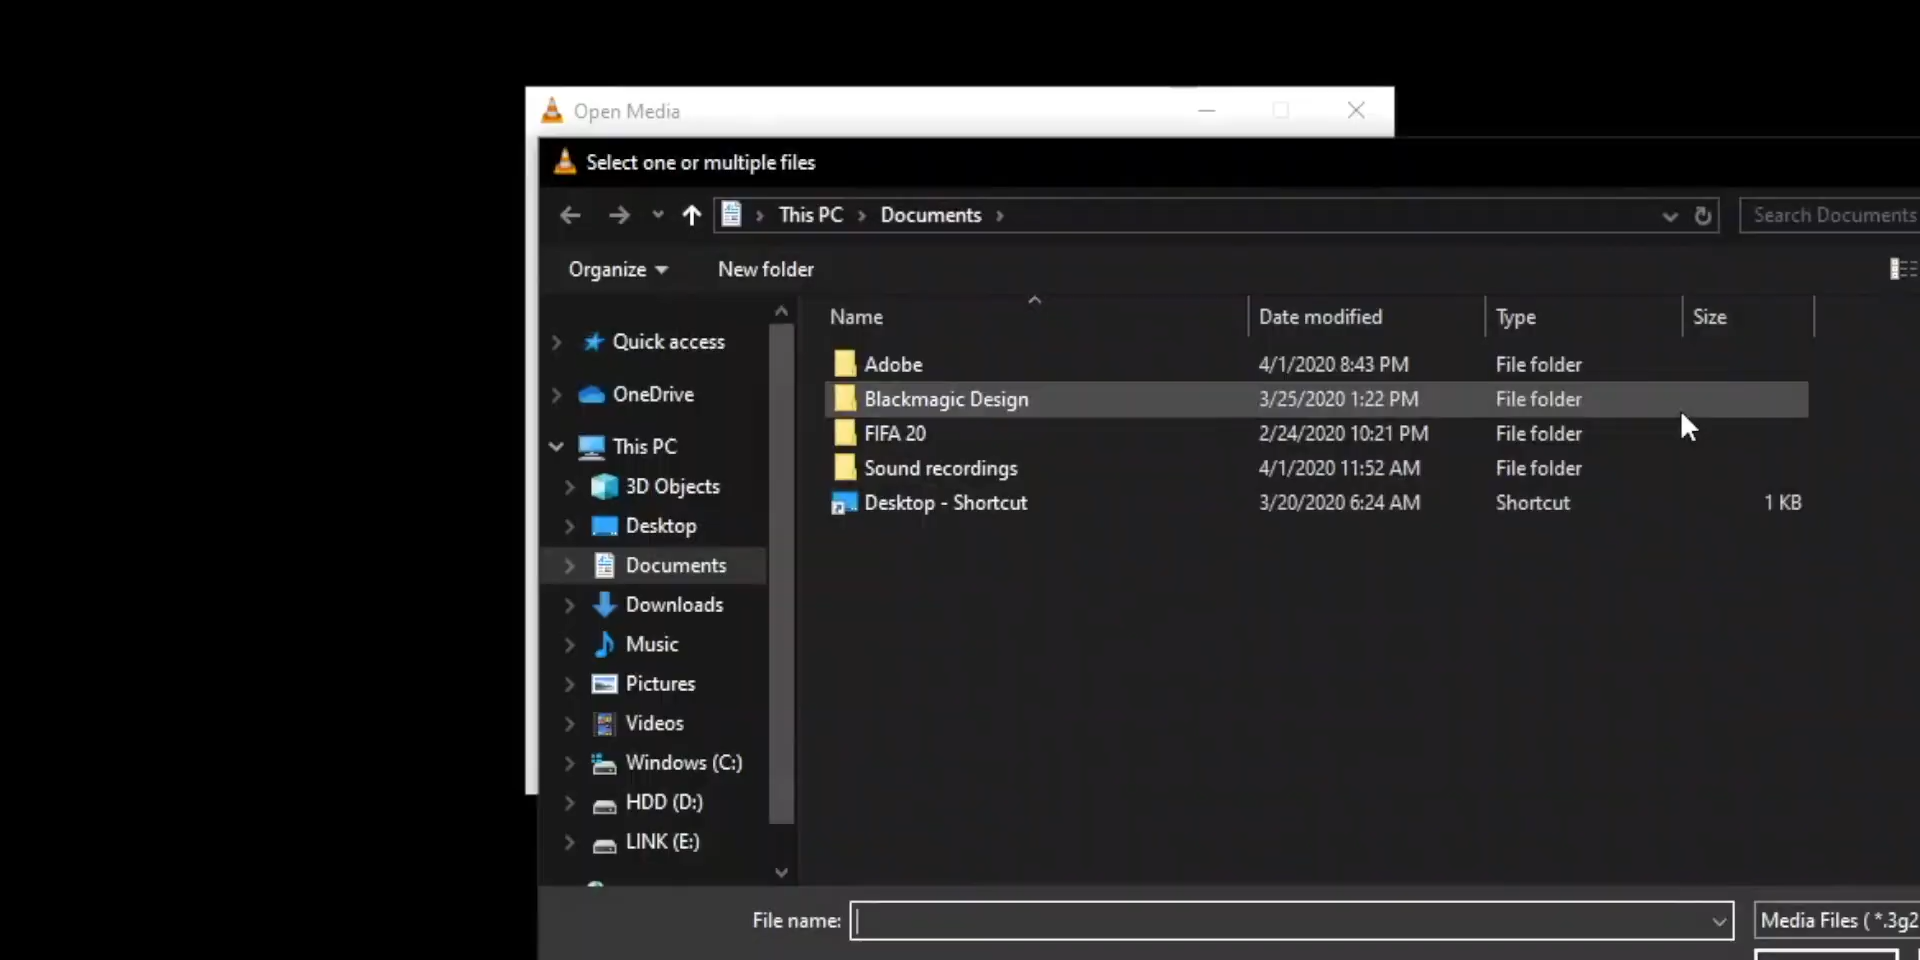 Open Media
Select one or multiple files
This PC
Documents
Search Documents
Organize
New folder
Name
Date modified
Type
Size
Quick access
OneDrive
This PC
3D Objects
Desktop
Documents
Downloads
Music
Pictures
Videos
Windows (C:)
HDD (D:)
LINK (E:)
Adobe 4/1/2020 8:43 PM File folder
Blackmagic Design 3/25/2020 1:22 PM File folder
FIFA 20 2/24/2020 10:21 PM File folder
Sound recordings 4/1/2020 11:52 AM File folder
Desktop - Shortcut 3/20/2020 6:24 AM Shortcut 1 KB
File name:
Media Files ( *.3g2